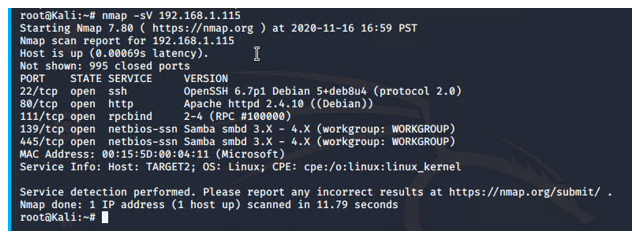 root@Kali:~# nmap -sV 192.168.1.115
Starting Nmap 7.80 ( https://nmap.org ) at 2020-11-16 16:59 PST
Nmap scan report for 192.168.1.115
Host is up (0.00069s latency).
Not shown: 995 closed ports
PORT    STATE SERVICE     VERSION
22/tcp  open  ssh         OpenSSH 6.7p1 Debian 5+deb8u4 (protocol 2.0)
80/tcp  open  http        Apache httpd 2.4.10 ((Debian))
111/tcp open  rpcbind     2-4 (RPC #100000)
139/tcp open  netbios-ssn Samba smbd 3.X - 4.X (workgroup: WORKGROUP)
445/tcp open  netbios-ssn Samba smbd 3.X - 4.X (workgroup: WORKGROUP)
MAC Address: 00:15:5D:00:04:11 (Microsoft)
Service Info: Host: TARGET2; OS: Linux; CPE: cpe:/o:linux:linux_kernel
Service detection performed. Please report any incorrect results at https://nmap.org/submit/ .
Nmap done: 1 IP address (1 host up) scanned in 11.79 seconds
root@Kali:~#